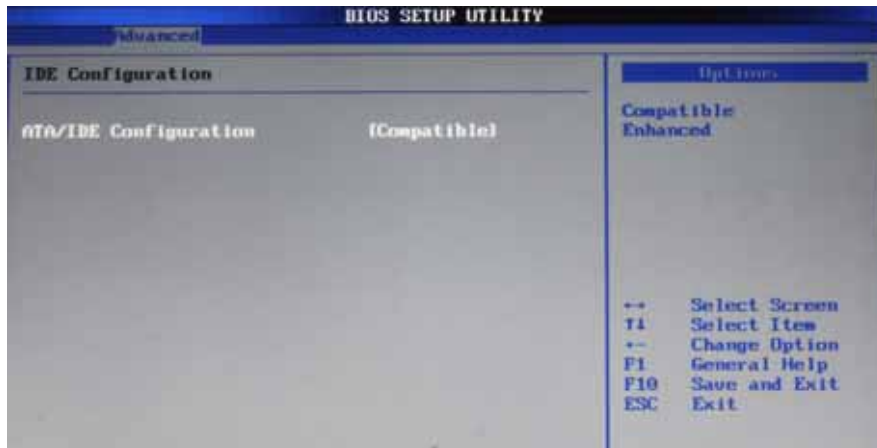 BIOS SETUP UTILITY
Advanced
IDE Configuration
ATA/IDE Configuration [Compatible]
Options
Compatible
Enhanced
←→ Select Screen
↑↓ Select Item
+- Change Option
F1 General Help
F10 Save and Exit
ESC Exit